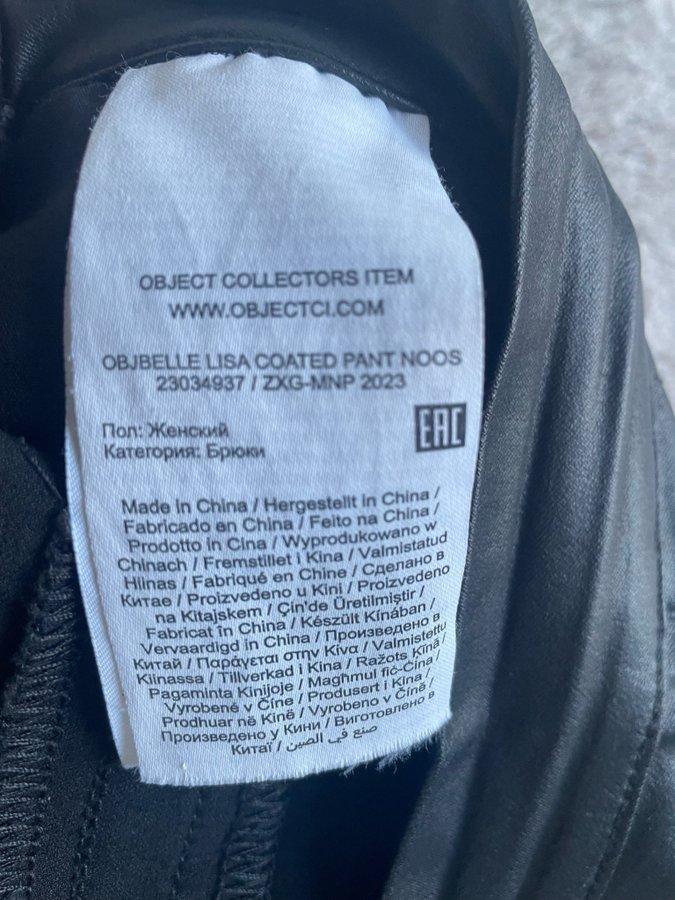 OBJECT COLLECTORS ITEM
WWW.OBJECTCI.COM
OBJBELLE LISA COATED PANT NOOS
23034937 / ZXG-MNP 2023
Пол: Женский
Категория: Брюки
EAC
Made in China / Hergestellt in China /
Fabricado en China / Feito na China /
Prodotto in Cina / Wyprodukowano w
Chinach / Fremstillet i Kina / Valmistatud
Hiinas / Fabriqué en Chine / Сделано в
Китае / Proizvedeno u Kini / Proizvedeno
na Kitajskem / Çin'de Üretilmiştir /
Fabricat în China / Készült Kínában /
Vervaardigd in China / Произведено в
Китай / Παράγεται στην Κίνα / Valmistettu
Kiinassa / Tillverkad i Kina / Ražots Ķīnā /
Pagaminta Kinijoje / Magħmul fiċ-Ċina /
Vyrobené v Číne / Produsert i Kina /
Prodhuar në Kinë / Vyrobeno v Číně /
Произведено у Кини / Виготовлено в
Китаї / صنع في الصين